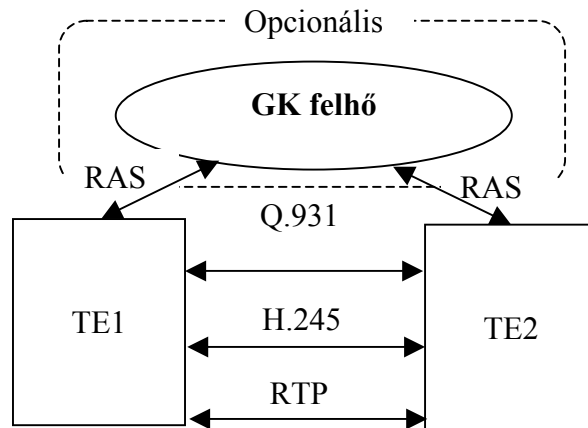 Opcionális
GK felhő
RAS
RAS
Q.931
TE1
H.245
TE2
RTP